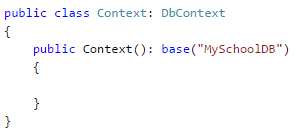 public class Context: DbContext
{
    public Context(): base("MySchoolDB")
    {

    }
}